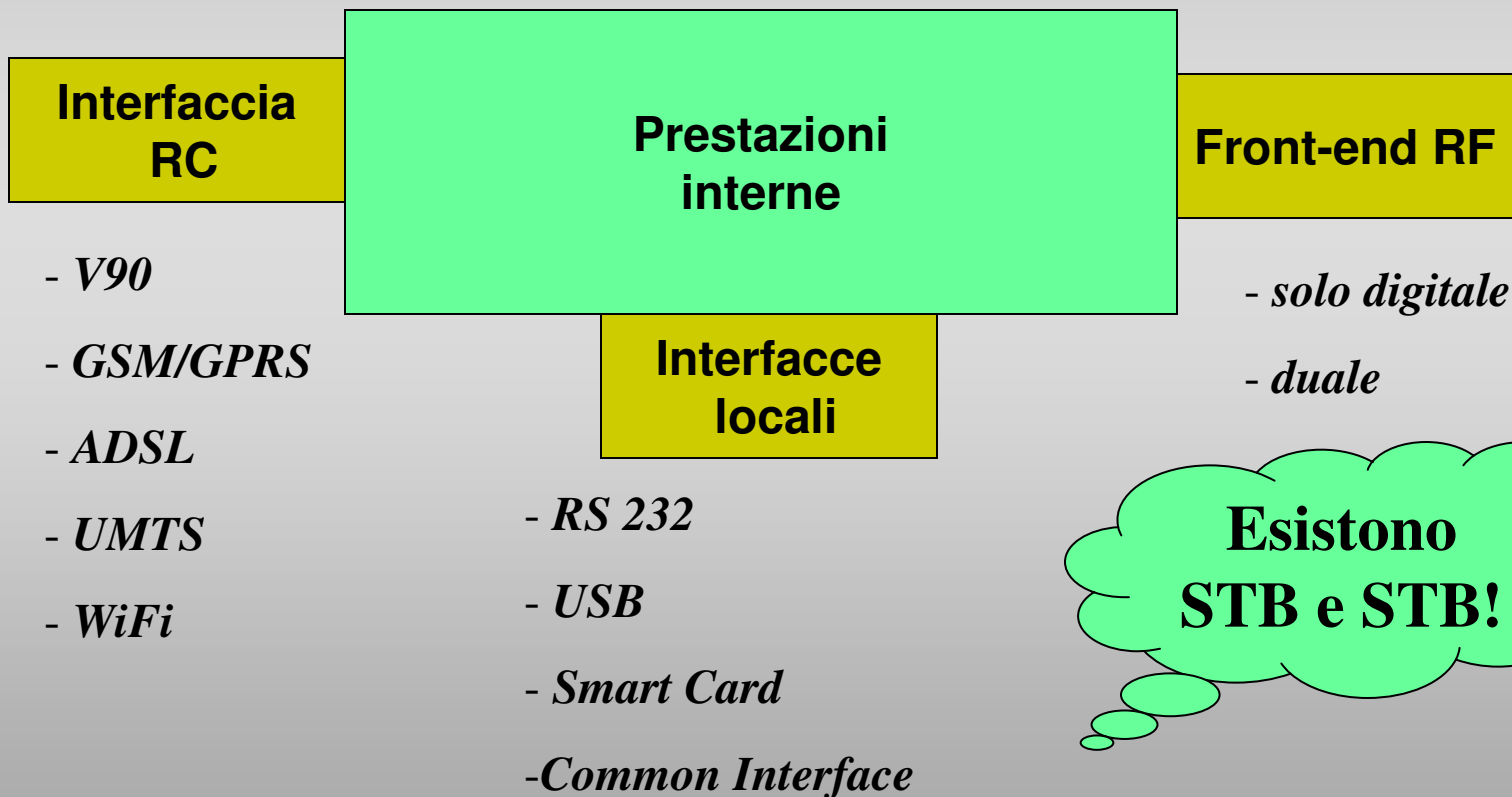 Interfaccia
RC
Prestazioni
interne
Front-end RF
- V90
- GSM/GPRS
- ADSL
- UMTS
- WiFi
Interfacce
locali
- RS 232
- USB
- Smart Card
-Common Interface
- solo digitale
- duale
Esistono
STB e STB!